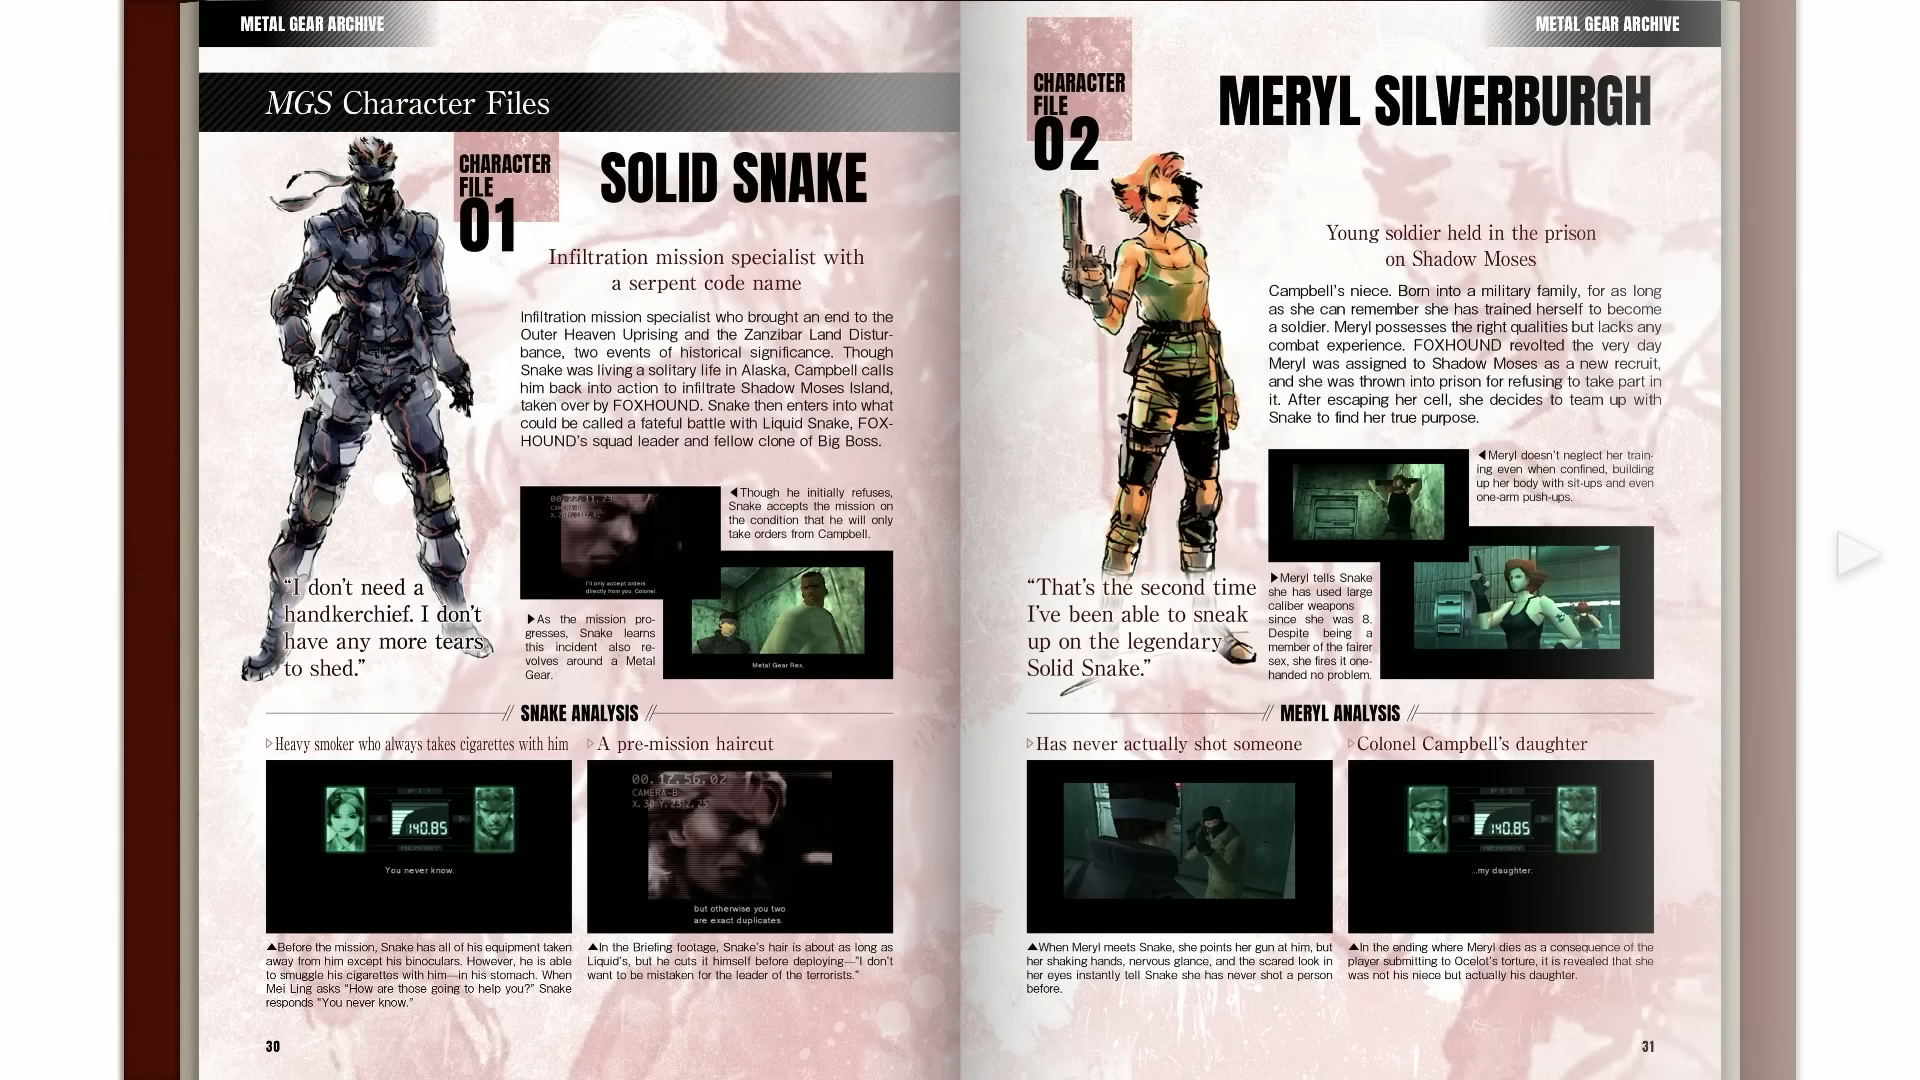 METAL GEAR ARCHIVE
MGS Character Files
CHARACTER
FILE
01
SOLID SNAKE
Infiltration mission specialist with
a serpent code name
Infiltration mission specialist who brought an end to the
Outer Heaven Uprising and the Zanzibar Land Distur-
bance, two events of historical significance. Though
Snake was living a solitary life in Alaska, Campbell calls
him back into action to infiltrate Shadow Moses Island,
taken over by FOXHOUND. Snake then enters into what
could be called a fateful battle with Liquid Snake, FOX-
HOUND's squad leader and fellow clone of Big Boss.
◀Though he initially refuses,
Snake accepts the mission on
the condition that he will only
take orders from Campbell.
I'll only accept orders
directly from you, Colonel.
"I don't need a
handkerchief. I don't
have any more tears
to shed."
▶As the mission pro-
gresses, Snake learns
this incident also re-
volves around a Metal
Gear.
Metal Gear Rex.
SNAKE ANALYSIS
Heavy smoker who always takes cigarettes with him
PTT
140.85
MEMORY
You never know.
▲Before the mission, Snake has all of his equipment taken
away from him except his binoculars. However, he is able
to smuggle his cigarettes with him—in his stomach. When
Mei Ling asks "How are those going to help you?" Snake
responds "You never know."
A pre-mission haircut
00.17.56.02
CAMERA-B
X.30 Y.23 Z.25
but otherwise you two
are exact duplicates.
▲In the Briefing footage, Snake's hair is about as long as
Liquid's, but he cuts it himself before deploying—"I don't
want to be mistaken for the leader of the terrorists."
30
METAL GEAR ARCHIVE
CHARACTER
FILE
02
MERYL SILVERBURGH
Young soldier held in the prison
on Shadow Moses
Campbell's niece. Born into a military family, for as long
as she can remember she has trained herself to become
a soldier. Meryl possesses the right qualities but lacks any
combat experience. FOXHOUND revolted the very day
Meryl was assigned to Shadow Moses as a new recruit,
and she was thrown into prison for refusing to take part in
it. After escaping her cell, she decides to team up with
Snake to find her true purpose.
◀Meryl doesn't neglect her train-
ing even when confined, building
up her body with sit-ups and even
one-arm push-ups.
"That's the second time
I've been able to sneak
up on the legendary
Solid Snake."
▶Meryl tells Snake
she has used large
caliber weapons
since she was 8.
Despite being a
member of the fairer
sex, she fires it one-
handed no problem.
MERYL ANALYSIS
Has never actually shot someone
▲When Meryl meets Snake, she points her gun at him, but
her shaking hands, nervous glance, and the scared look in
her eyes instantly tell Snake she has never shot a person
before.
Colonel Campbell's daughter
PTT
140.85
MEMORY
...my daughter.
▲In the ending where Meryl dies as a consequence of the
player submitting to Ocelot's torture, it is revealed that she
was not his niece but actually his daughter.
31